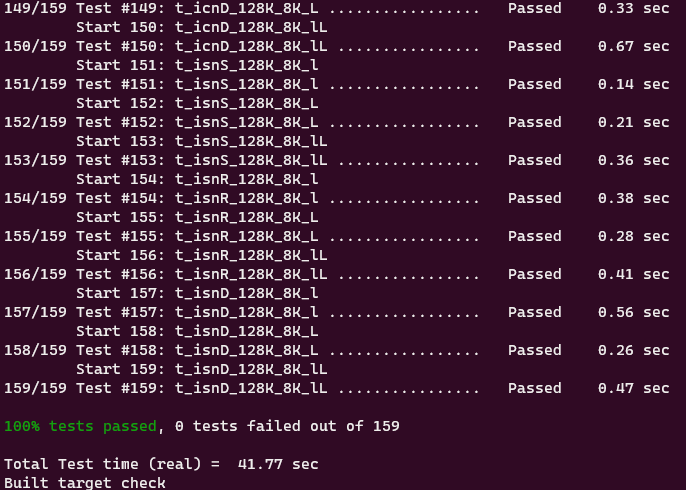 149/159 Test #149: t_icnD_128K_8K_L .................   Passed    0.33 sec
        Start 150: t_icnD_128K_8K_lL
150/159 Test #150: t_icnD_128K_8K_lL ................   Passed    0.67 sec
        Start 151: t_isnS_128K_8K_l
151/159 Test #151: t_isnS_128K_8K_l .................   Passed    0.14 sec
        Start 152: t_isnS_128K_8K_L
152/159 Test #152: t_isnS_128K_8K_L .................   Passed    0.21 sec
        Start 153: t_isnS_128K_8K_lL
153/159 Test #153: t_isnS_128K_8K_lL ................   Passed    0.36 sec
        Start 154: t_isnR_128K_8K_l
154/159 Test #154: t_isnR_128K_8K_l .................   Passed    0.38 sec
        Start 155: t_isnR_128K_8K_L
155/159 Test #155: t_isnR_128K_8K_L .................   Passed    0.28 sec
        Start 156: t_isnR_128K_8K_lL
156/159 Test #156: t_isnR_128K_8K_lL ................   Passed    0.41 sec
        Start 157: t_isnD_128K_8K_l
157/159 Test #157: t_isnD_128K_8K_l .................   Passed    0.56 sec
        Start 158: t_isnD_128K_8K_L
158/159 Test #158: t_isnD_128K_8K_L .................   Passed    0.26 sec
        Start 159: t_isnD_128K_8K_lL
159/159 Test #159: t_isnD_128K_8K_lL ................   Passed    0.47 sec
100% tests passed, 0 tests failed out of 159
Total Test time (real) =  41.77 sec
Built target check